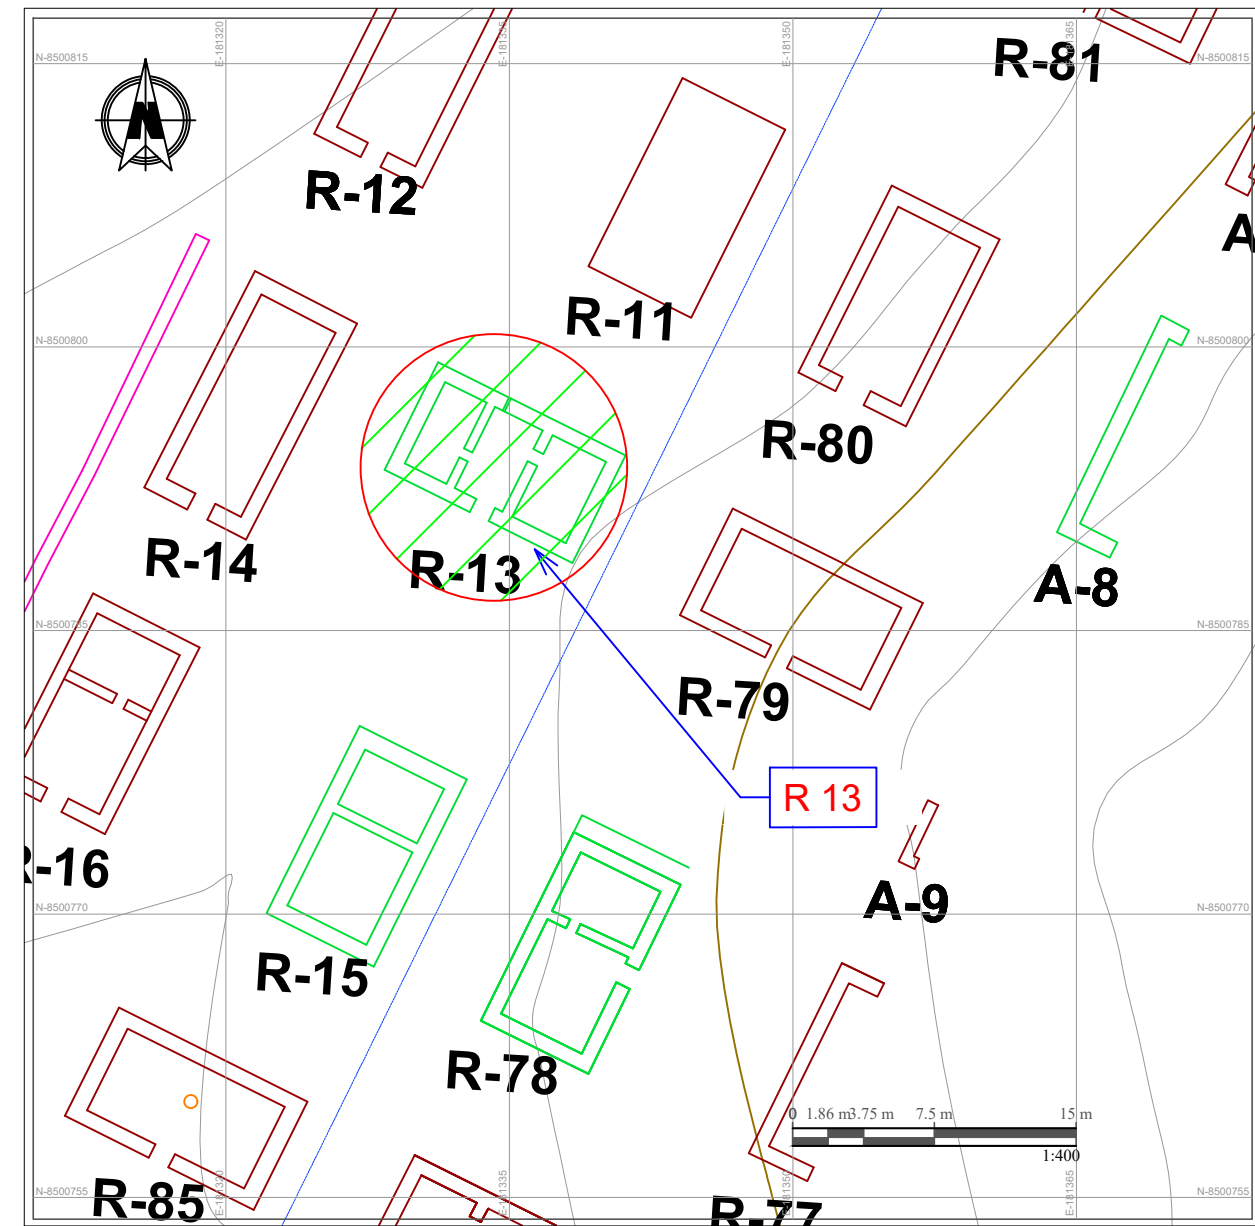 E-181320
E-181335
E-181350
E-181365
N-8500815
N-8500815
R-81
N
R-12
A
R-11
N-8500800
N-8500800
R-80
R-14
R-13
A-8
N-8500785
N-8500785
R-79
R 13
R-16
A-9
N-8500770
N-8500770
R-15
R-78
0 1.86 m 3.75 m 7.5 m 15 m
1:400
E-181320
E-181335
E-181350
E-181365
N-8500755
N-8500755
R-85
R-77